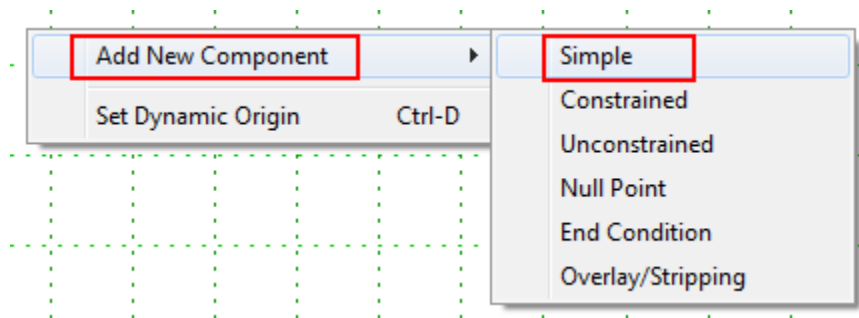 Add New Component
Set Dynamic Origin Ctrl-D
Simple
Constrained
Unconstrained
Null Point
End Condition
Overlay/Stripping